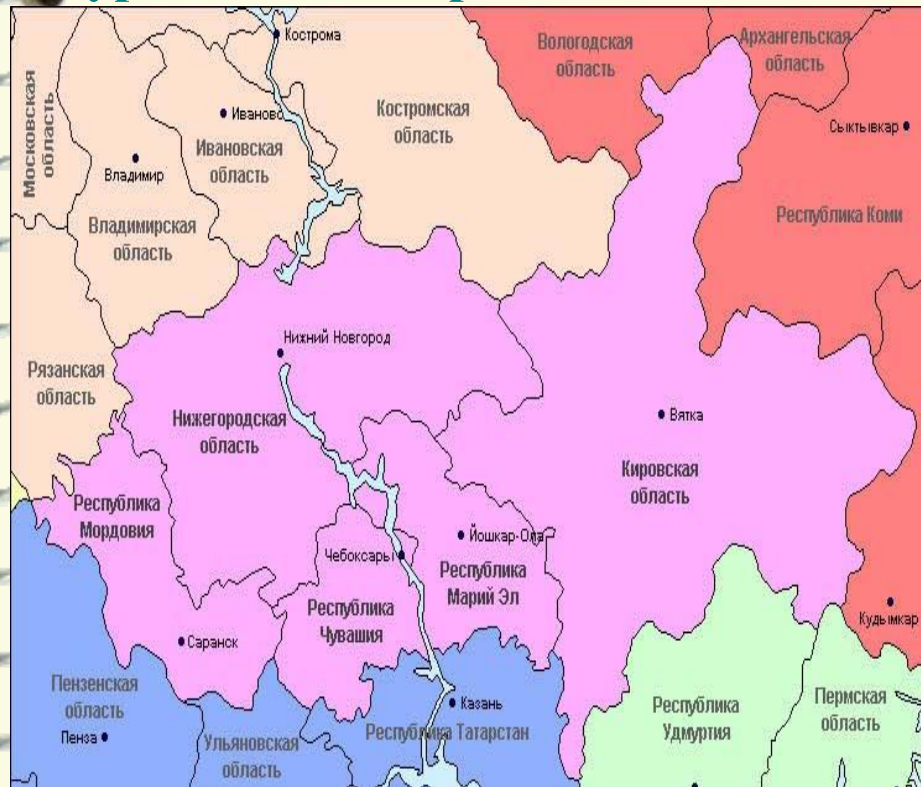 Кострома
Вологодская
область
Архангельская
область
Московская
область
Иваново
Костромская
область
Сыктывкар
Ивановская
область
Владимир
Республика Коми
Владимирская
область
Нижний Новгород
Рязанская
область
Нижегородская
область
Вятка
Кировская
область
Республика
Мордовия
Йошкар-Ола
Чебоксары
Республика
Марий Эл
Республика
Чувашия
Кудымкар
Саранск
Пензенская
область
Казань
Республика
Удмуртия
Пермская
область
Пенза
Ульяновская
область
Республика Татарстан